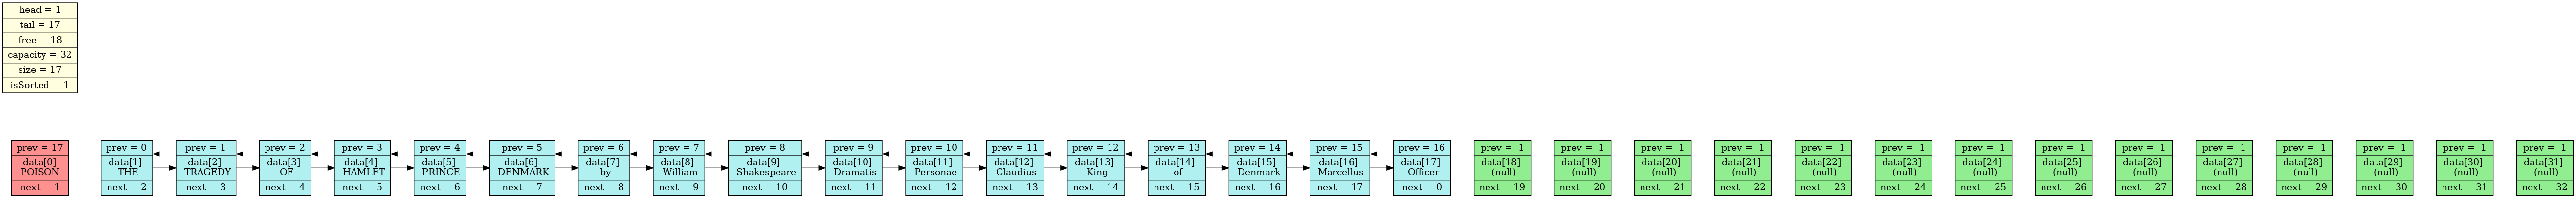 head = 1
tail = 17
free = 18
capacity = 32
size = 17
isSorted = 1
prev = 17
data[0]
POISON
next = 1
prev = 0
data[1]
THE
next = 2
prev = 1
data[2]
TRAGEDY
next = 3
prev = 2
data[3]
OF
next = 4
prev = 3
data[4]
HAMLET
next = 5
prev = 4
data[5]
PRINCE
next = 6
prev = 5
data[6]
DENMARK
next = 7
prev = 6
data[7]
by
next = 8
prev = 7
data[8]
William
next = 9
prev = 8
data[9]
Shakespeare
next = 10
prev = 9
data[10]
Dramatis
next = 11
prev = 10
data[11]
Personae
next = 12
prev = 11
data[12]
Claudius
next = 13
prev = 12
data[13]
King
next = 14
prev = 13
data[14]
of
next = 15
prev = 14
data[15]
Denmark
next = 16
prev = 15
data[16]
Marcellus
next = 17
prev = 16
data[17]
Officer
next = 0
prev = -1
data[18]
(null)
next = 19
prev = -1
data[19]
(null)
next = 20
prev = -1
data[20]
(null)
next = 21
prev = -1
data[21]
(null)
next = 22
prev = -1
data[22]
(null)
next = 23
prev = -1
data[23]
(null)
next = 24
prev = -1
data[24]
(null)
next = 25
prev = -1
data[25]
(null)
next = 26
prev = -1
data[26]
(null)
next = 27
prev = -1
data[27]
(null)
next = 28
prev = -1
data[28]
(null)
next = 29
prev = -1
data[29]
(null)
next = 30
prev = -1
data[30]
(null)
next = 31
prev = -1
data[31]
(null)
next = 32